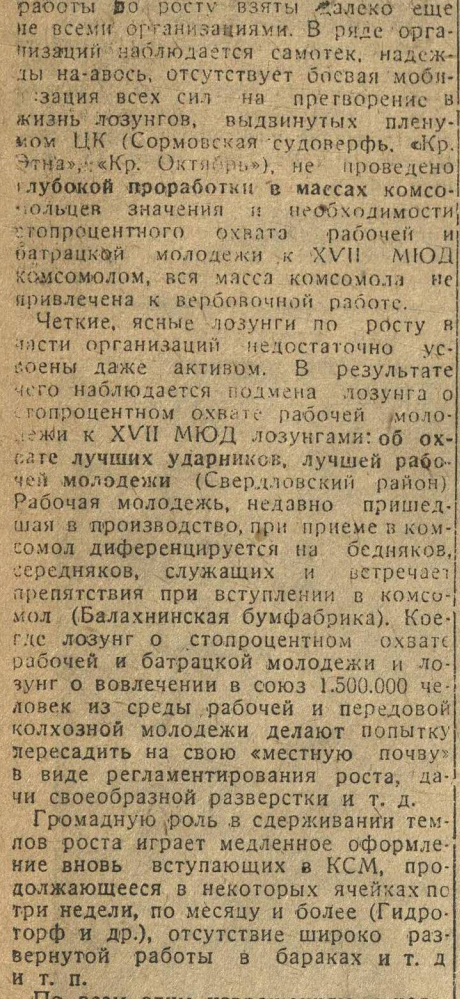 работы по росту взяты далеко еще
не всеми организациями. В ряде орга-
низаций наблюдается самотек, надеж-
ды на-авось, отсутствует боевая моби-
зация всех сил на претворение в
жизнь лозунгов, выдвинутых плену-
мом ЦК (Сормовская судоверфь, «Кр.
Этна», «Кр. Октябрь»), не проведено
глубокой проработки в массах комсо-
мольцев значения и необходимости
стопроцентного охвата рабочей и
батрацкой молодежи к XVII МЮД
комсомолом, вся масса комсомола не
привлечена к вербовочной работе.
Четкие, ясные лозунги по росту в
части организаций недостаточно ус-
воены даже активом. В результате
чего наблюдается подмена лозунга о
стопроцентном охвате рабочей моло-
дежи к XVII МЮД лозунгами: об ох-
вате лучших ударников, лучшей рабо-
чей молодежи (Свердловский район)
Рабочая молодежь, недавно пришед-
шая в производство, при приеме в ком-
сомол диференцируется на бедняков,
середняков, служащих и встречает
препятствия при вступлении в комсо-
мол (Балахнинская бумфабрика). Кое-
где лозунг о стопроцентном охвате
рабочей и батрацкой молодежи и ло-
зунг о вовлечении в союз 1.500.000 че-
ловек из среды рабочей и передовой
колхозной молодежи делают попытку
пересадить на свою «местную почву»
в виде регламентирования роста, да-
чи своеобразной разверстки и т. д.
Громадную роль в сдерживании тем-
пов роста играет медленное оформле-
ние вновь вступающих в КСМ, про-
должающееся в некоторых ячейках по
три недели, по месяцу и более (Гидро-
торф и др.), отсутствие широко раз-
вернутой работы в бараках и т. д
и т. п.
По всем этим